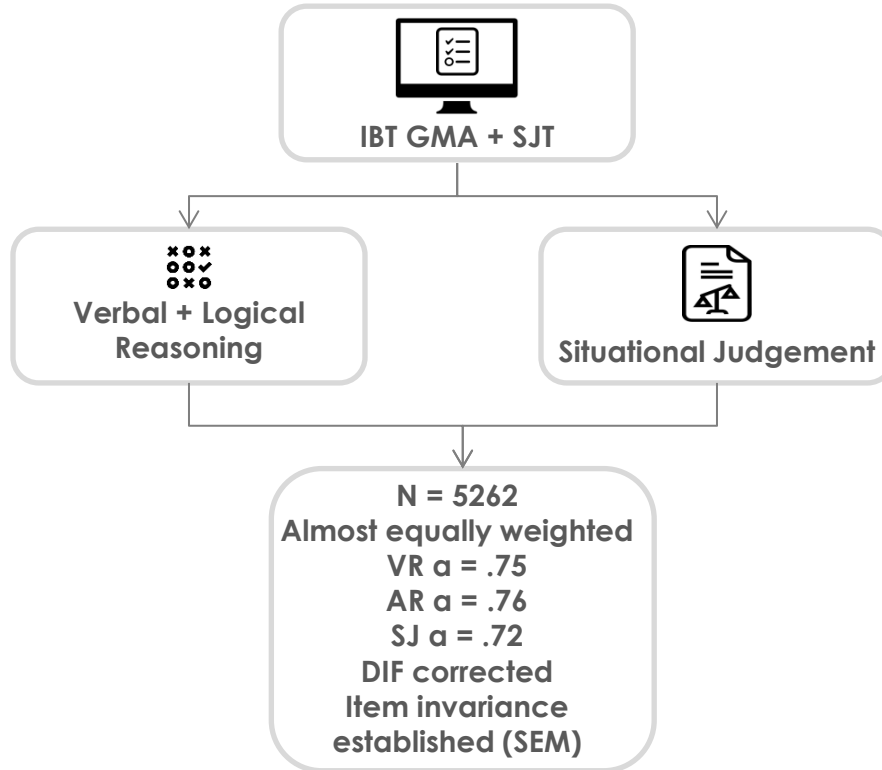 IBT GMA + SJT
Verbal + Logical
Reasoning
Situational Judgement
N = 5262
Almost equally weighted
VR a = .75
AR a = .76
SJ a = .72
DIF corrected
Item invariance
established (SEM)